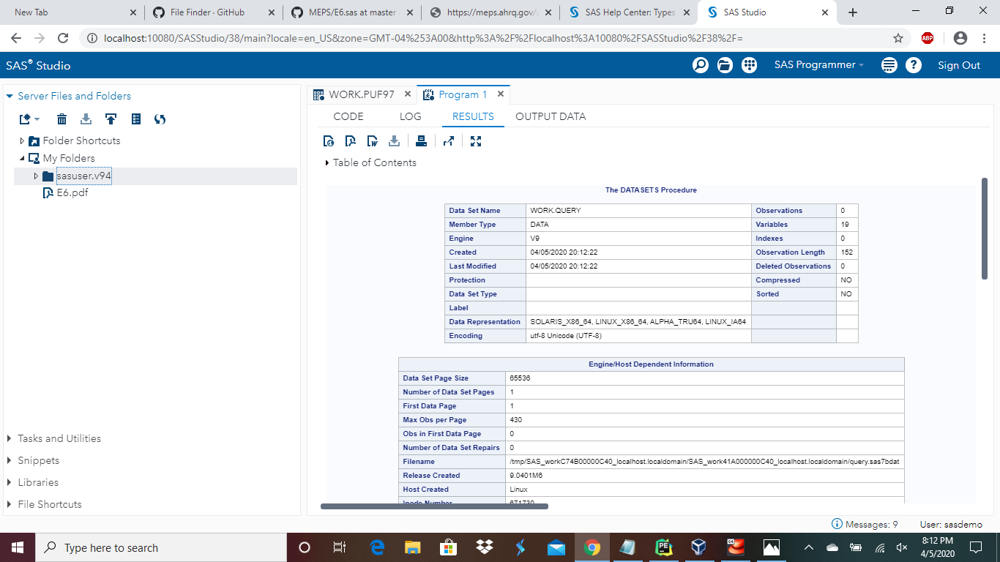 New Tab
File Finder · GitHub
MEPS/E6.sas at master
https://meps.ahrq.gov/
SAS Help Center: Types
SAS Studio
localhost:10080/SASStudio/38/main?locale=en_US&zone=GMT-04%253A00&http%3A%2F%2Flocalhost%3A10080%2FSASStudio%2F38%2F=
ABP
SAS® Studio
SAS Programmer
Sign Out
Server Files and Folders
Folder Shortcuts
My Folders
sasuser.v94
E6.pdf
Tasks and Utilities
Snippets
Libraries
File Shortcuts
WORK.PUF97
Program 1
CODE LOG RESULTS OUTPUT DATA
Table of Contents
The DATASETS Procedure
Data Set Name WORK.QUERY Observations 0
Member Type DATA Variables 19
Engine V9 Indexes 0
Created 04/05/2020 20:12:22 Observation Length 152
Last Modified 04/05/2020 20:12:22 Deleted Observations 0
Protection Compressed NO
Data Set Type Sorted NO
Label
Data Representation SOLARIS_X86_64, LINUX_X86_64, ALPHA_TRU64, LINUX_IA64
Encoding utf-8 Unicode (UTF-8)
Engine/Host Dependent Information
Data Set Page Size 65536
Number of Data Set Pages 1
First Data Page 1
Max Obs per Page 430
Obs in First Data Page 0
Number of Data Set Repairs 0
Filename /tmp/SAS_workC74B00000C40_localhost.localdomain/SAS_work41A000000C40_localhost.localdomain/query.sas7bdat
Release Created 9.0401M6
Host Created Linux
Inode Number 671730
Messages: 9
User: sasdemo
Type here to search
8:12 PM
4/5/2020